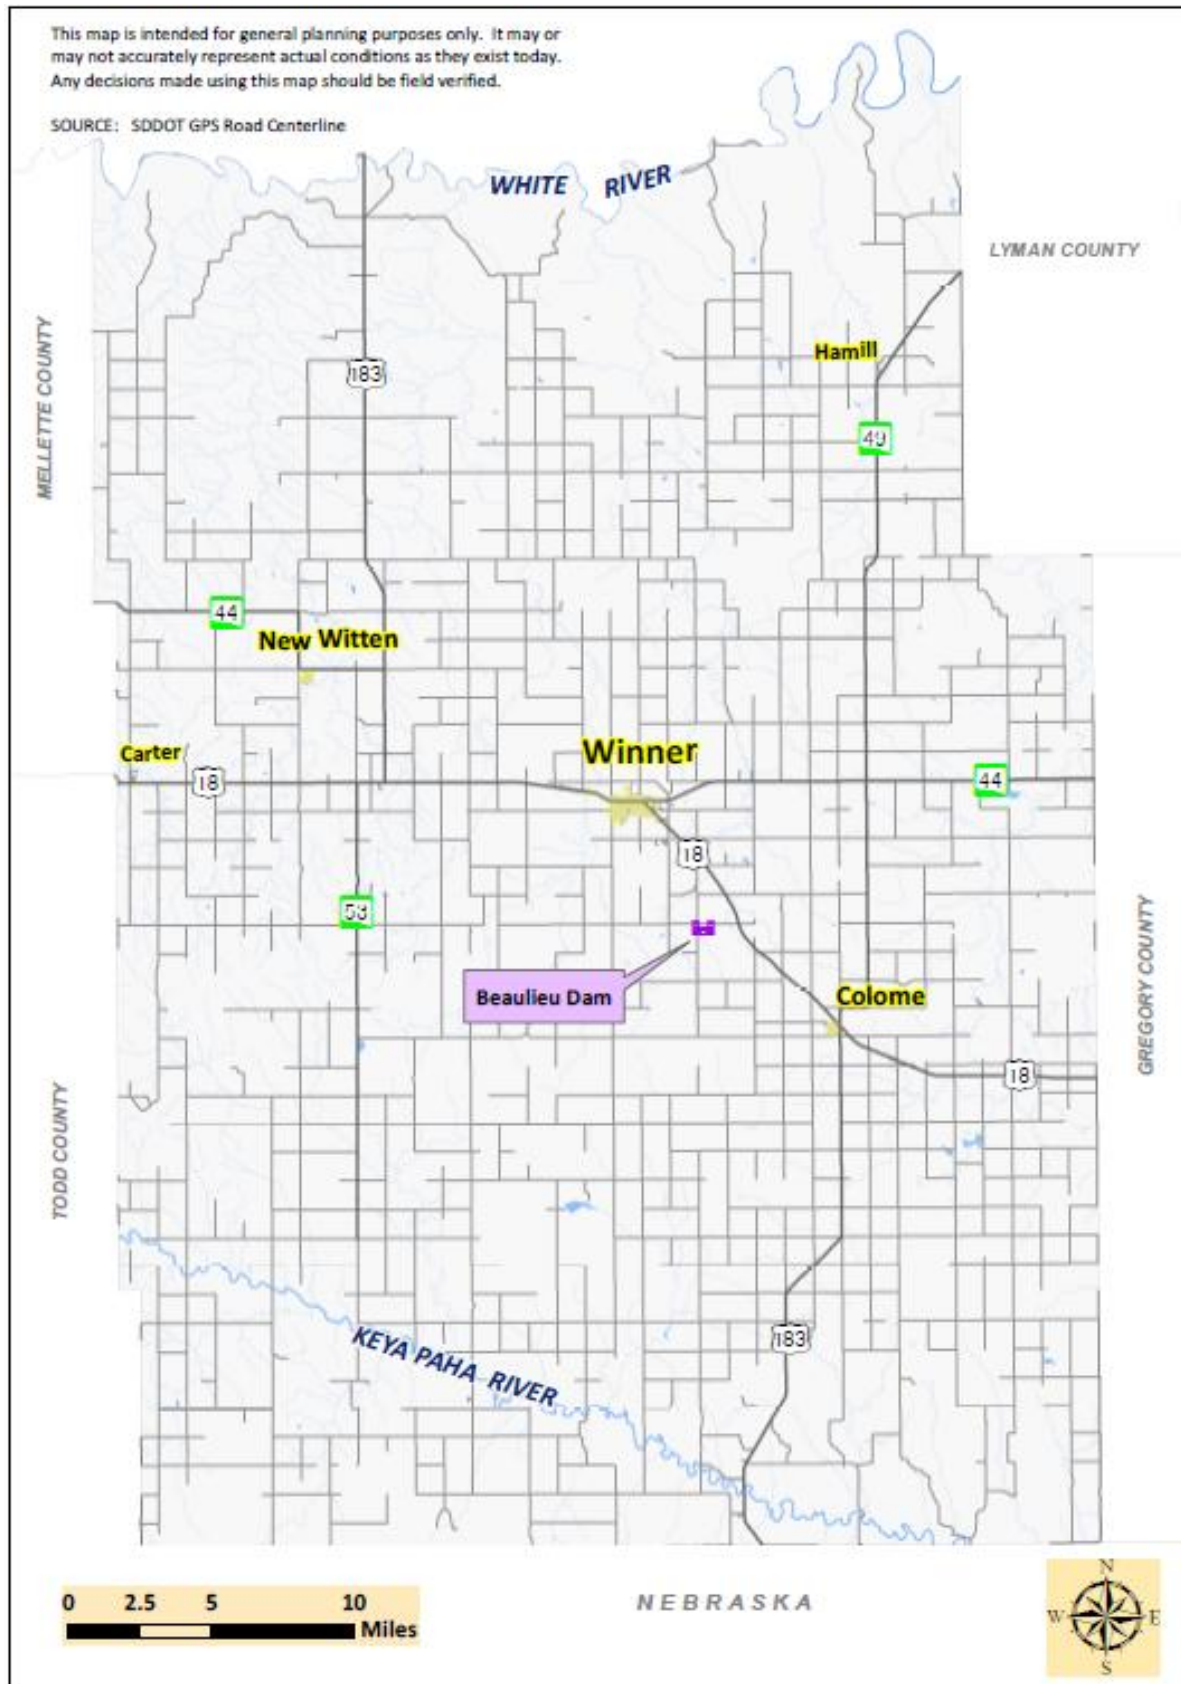 This map is intended for general planning purposes only. It may or
may not accurately represent actual conditions as they exist today.
Any decisions made using this map should be field verified.
SOURCE: SDDOT GPS Road Centerline
WHITE RIVER
LYMAN COUNTY
MELLETTE COUNTY
Hamill
183
49
44
New Witten
Carter
Winner
18
44
18
53
Beaulieu Dam
Colome
GREGORY COUNTY
18
TODD COUNTY
KEYA PAHA RIVER
183
NEBRASKA
0 2.5 5 10
Miles
N
W E
S